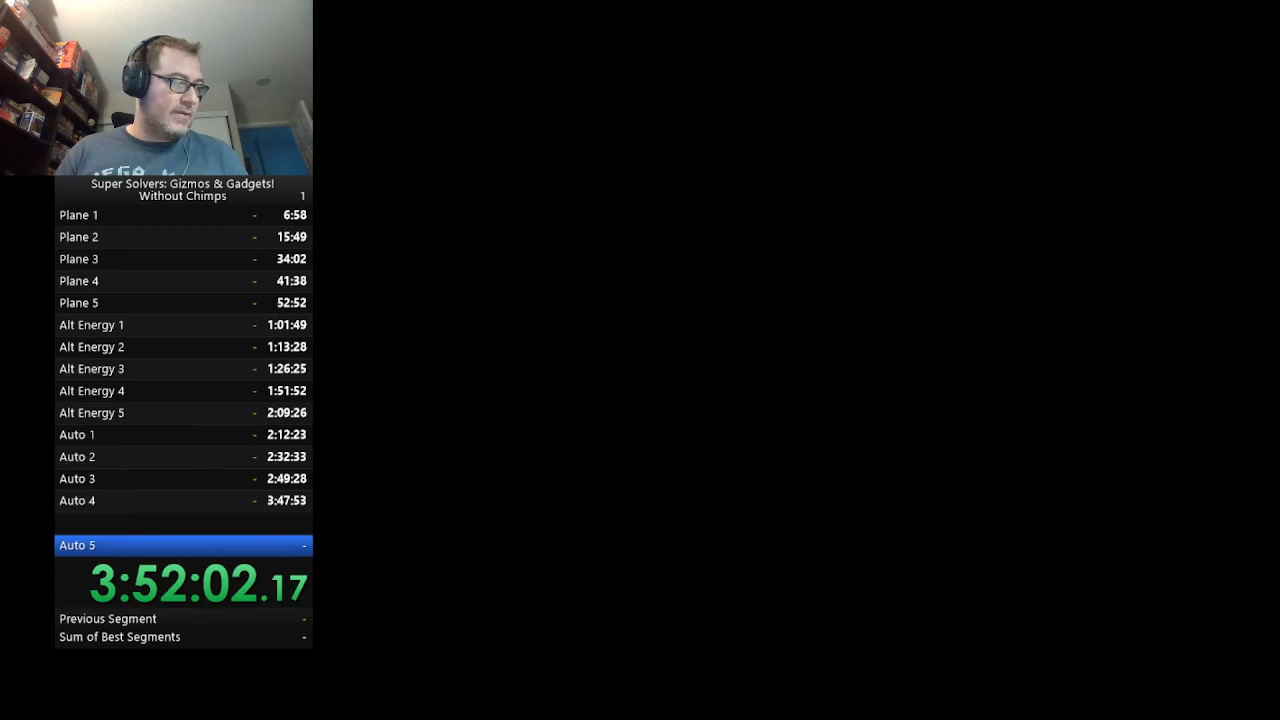 Super Solvers: Gizmos & Gadgets!
Without Chimps 1
Plane 1 - 6:58
Plane 2 - 15:49
Plane 3 - 34:02
Plane 4 - 41:38
Plane 5 - 52:52
Alt Energy 1 - 1:01:49
Alt Energy 2 - 1:13:28
Alt Energy 3 - 1:26:25
Alt Energy 4 - 1:51:52
Alt Energy 5 - 2:09:26
Auto 1 - 2:12:23
Auto 2 - 2:32:33
Auto 3 - 2:49:28
Auto 4 - 3:47:53
Auto 5 -
3:52:02.17
Previous Segment -
Sum of Best Segments -